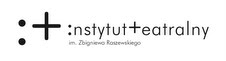 :+ :nstytut+eatralny
im. Zbigniewa Raszewskiego